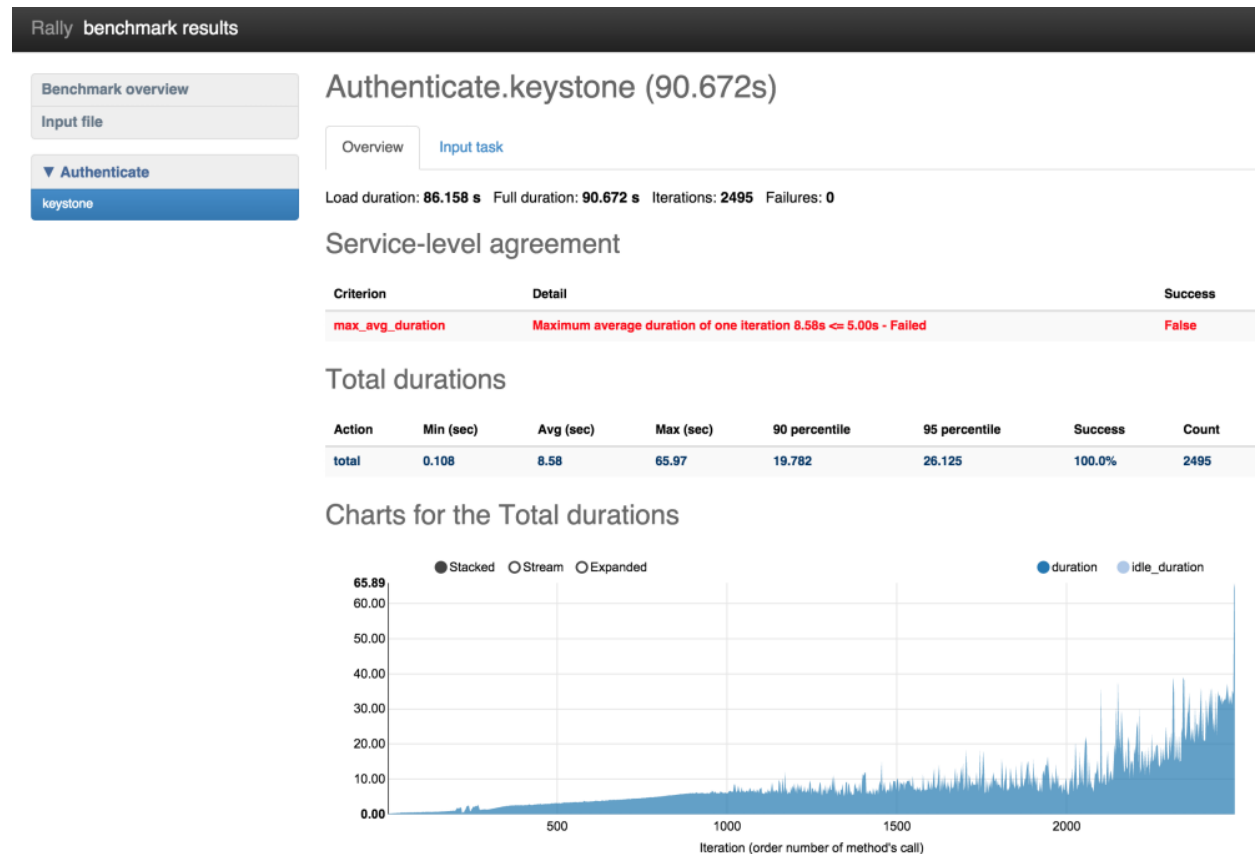 Rally benchmark results
Benchmark overview
Input file
▼ Authenticate
keystone
Authenticate.keystone (90.672s)
Overview Input task
Load duration: 86.158 s Full duration: 90.672 s Iterations: 2495 Failures: 0
Service-level agreement
Criterion Detail Success
max_avg_duration Maximum average duration of one iteration 8.58s <= 5.00s - Failed False
Total durations
Action Min (sec) Avg (sec) Max (sec) 90 percentile 95 percentile Success Count
total 0.108 8.58 65.97 19.782 26.125 100.0% 2495
Charts for the Total durations
Stacked Stream Expanded duration idle_duration
65.89
60.00
50.00
40.00
30.00
20.00
10.00
0.00
500 1000 1500 2000
Iteration (order number of method's call)